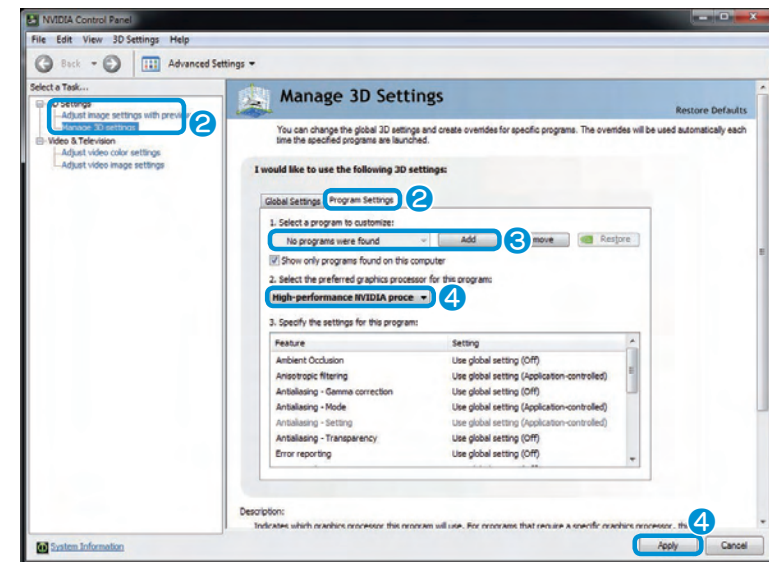 NVIDIA Control Panel
File Edit View 3D Settings Help
Back Advanced Settings
Select a Task...
D Settings
Adjust image settings with preview
Manage 3D settings
2
Video & Television
Adjust video color settings
Adjust video image settings
Manage 3D Settings
Restore Defaults
You can change the global 3D settings and create overrides for specific programs. The overrides will be used automatically each
time the specified programs are launched.
I would like to use the following 3D settings:
Global Settings Program Settings 2
1. Select a program to customize:
No programs were found Add 3 move Restore
Show only programs found on this computer
2. Select the preferred graphics processor for this program:
High-performance NVIDIA proce 4
3. Specify the settings for this program:
Feature Setting
Ambient Occlusion Use global setting (Off)
Anisotropic filtering Use global setting (Application-controlled)
Antialiasing - Gamma correction Use global setting (Off)
Antialiasing - Mode Use global setting (Application-controlled)
Antialiasing - Setting Use global setting (Application-controlled)
Antialiasing - Transparency Use global setting (Off)
Error reporting Use global setting (Off)
Description:
Indicates which graphics processor this program will use. For programs that require a specific graphics processor, th
4
System Information Apply Cancel